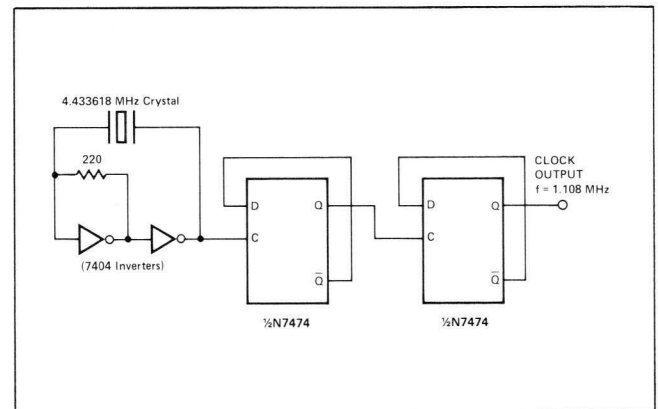 4.433618 MHz Crystal
220
(7404 Inverters)
D
Q
C
Q̅
½N7474
D
Q
C
Q̅
½N7474
CLOCK
OUTPUT
f = 1.108 MHz